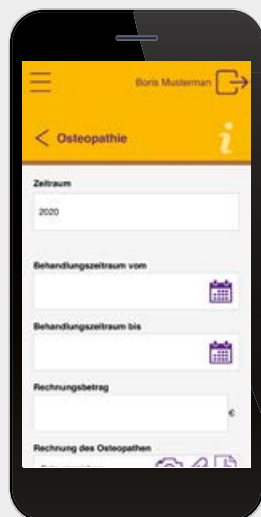 Boris Musterman
Osteopathie
i
Zeitraum
2020
Behandlungszeitraum vom
Behandlungszeitraum bis
Rechnungsbetrag
€
Rechnung des Osteopathen